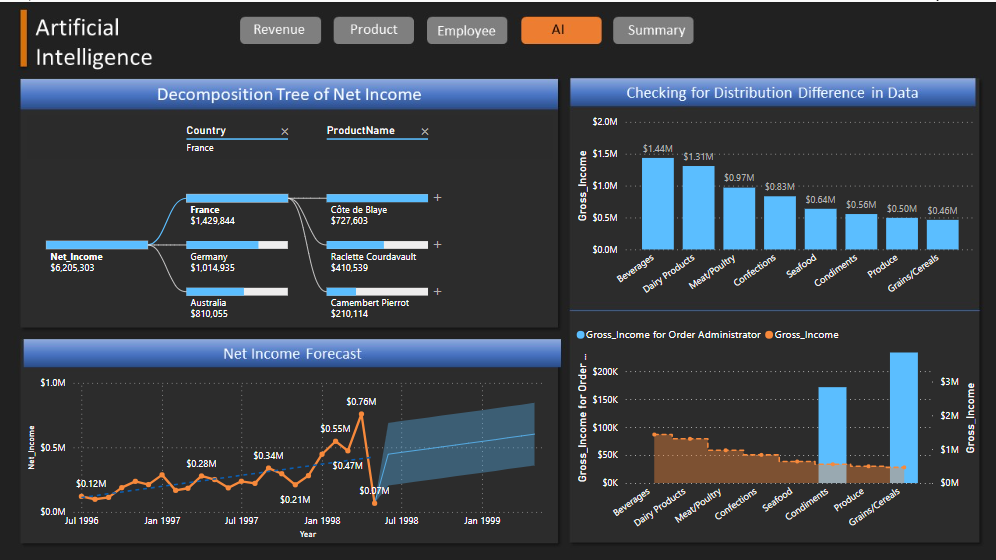 Artificial
Intelligence
Revenue
Product
Employee
AI
Summary
Decomposition Tree of Net Income
Country
France
ProductName
Net_Income
$6,205,303
France
$1,429,844
Germany
$1,014,935
Australia
$810,055
Côte de Blaye
$727,603
Raclette Courdavault
$410,539
Camembert Pierrot
$210,114
Checking for Distribution Difference in Data
Gross_Income
$2.0M
$1.5M
$1.0M
$0.5M
$0.0M
$1.44M
$1.31M
$0.97M
$0.83M
$0.64M
$0.56M
$0.50M
$0.46M
Beverages
Dairy Products
Meat/Poultry
Confections
Seafood
Condiments
Produce
Grains/Cereals
Net Income Forecast
Net_Income
$1.0M
$0.5M
$0.0M
$0.12M
$0.28M
$0.34M
$0.21M
$0.55M
$0.47M
$0.76M
$0.07M
Jul 1996
Jan 1997
Jul 1997
Jan 1998
Jul 1998
Jan 1999
Year
Gross_Income for Order Administrator
Gross_Income
Gross_Income for Order ...
$200K
$150K
$100K
$50K
$0K
$3M
$2M
$1M
$0M
Gross_Income
Beverages
Dairy Products
Meat/Poultry
Confections
Seafood
Condiments
Produce
Grains/Cereals